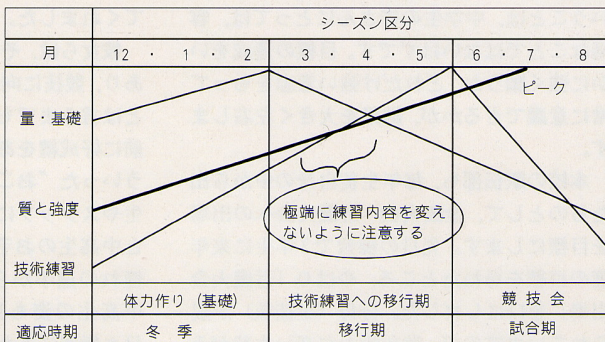 シーズン区分
月 12・1・2 3・4・5 6・7・8
ピーク
量・基礎
質と強度
極端に練習内容を変え
ないように注意する
技術練習
体力作り(基礎) 技術練習への移行期 競技会
適応時期 冬季 移行期 試合期